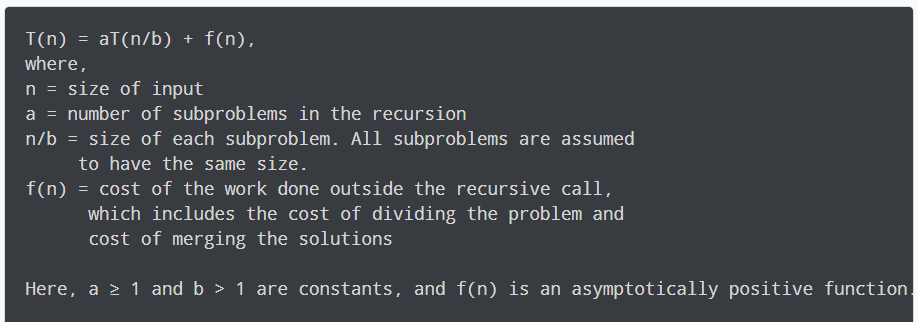 T(n) = aT(n/b) + f(n),
where,
n = size of input
a = number of subproblems in the recursion
n/b = size of each subproblem. All subproblems are assumed
to have the same size.
f(n) = cost of the work done outside the recursive call,
which includes the cost of dividing the problem and
cost of merging the solutions
Here, a ≥ 1 and b > 1 are constants, and f(n) is an asymptotically positive function.